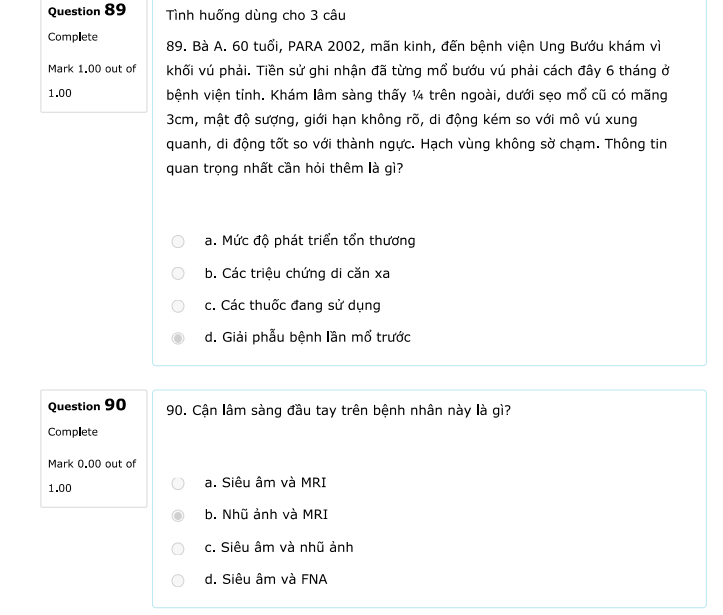 Question 89
Complete
Mark 1.00 out of
1.00
Tình huống dùng cho 3 câu
89. Bà A. 60 tuổi, PARA 2002, mãn kinh, đến bệnh viện Ung Bướu khám vì
khối vú phải. Tiền sử ghi nhận đã từng mổ bướu vú phải cách đây 6 tháng ở
bệnh viện tỉnh. Khám lâm sàng thấy ¼ trên ngoài, dưới sẹo mổ cũ có mãng
3cm, mật độ sượng, giới hạn không rõ, di động kém so với mô vú xung
quanh, di động tốt so với thành ngực. Hạch vùng không sờ chạm. Thông tin
quan trọng nhất cần hỏi thêm là gì?
a. Mức độ phát triển tổn thương
b. Các triệu chứng di căn xa
c. Các thuốc đang sử dụng
d. Giải phẫu bệnh lần mổ trước
Question 90
Complete
Mark 0.00 out of
1.00
90. Cận lâm sàng đầu tay trên bệnh nhân này là gì?
a. Siêu âm và MRI
b. Nhũ ảnh và MRI
c. Siêu âm và nhũ ảnh
d. Siêu âm và FNA